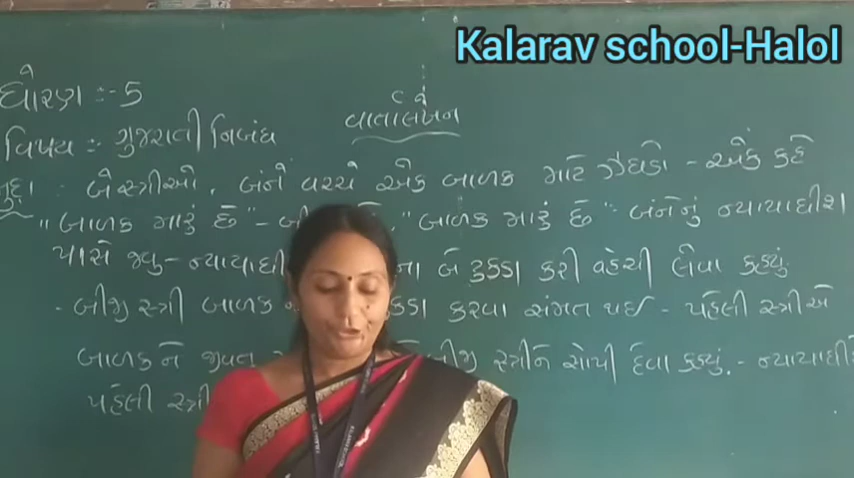 Kalarav school-Halol
ધોરણ :- 5
વાર્તાલેખન
વિષય :- ગુજરાતી નિબંધ
મુદ્દા : બે સ્ત્રીઓ, બંને વચ્ચે એક બાળક માટે ઝઘડો - એક કહે
"બાળક મારું છે" - "બાળક મારું છે" - બંનેનું ન્યાયાધીશ
પાસે જવુ - ન્યાયાધી ના બે ટુકડા કરી વહેંચી લેવા કહ્યું
- બીજી સ્ત્રી બાળક કડા કરવા સંમત થઈ - પહેલી સ્ત્રીએ
બાળકને જીવત બીજી સ્ત્રીને સોંપી દેવા કહ્યું. - ન્યાયાધી
પહેલી સ્ત્રી